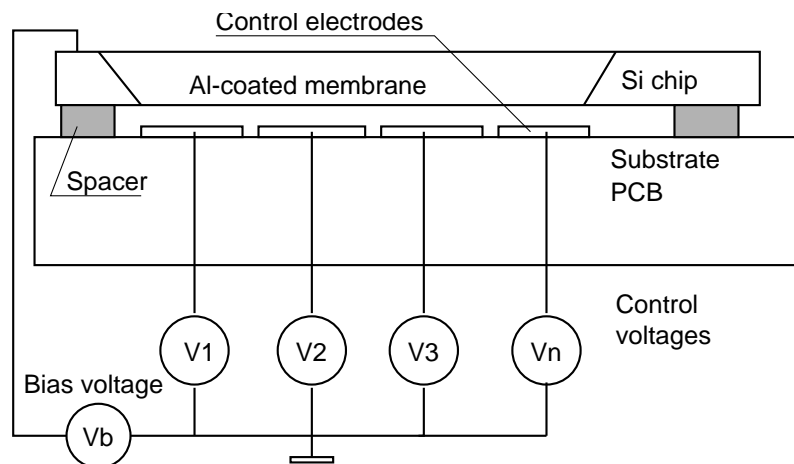 Control electrodes
Al-coated membrane
Si chip
Spacer
Substrate
PCB
Control
voltages
V1
V2
V3
Vn
Bias voltage
Vb